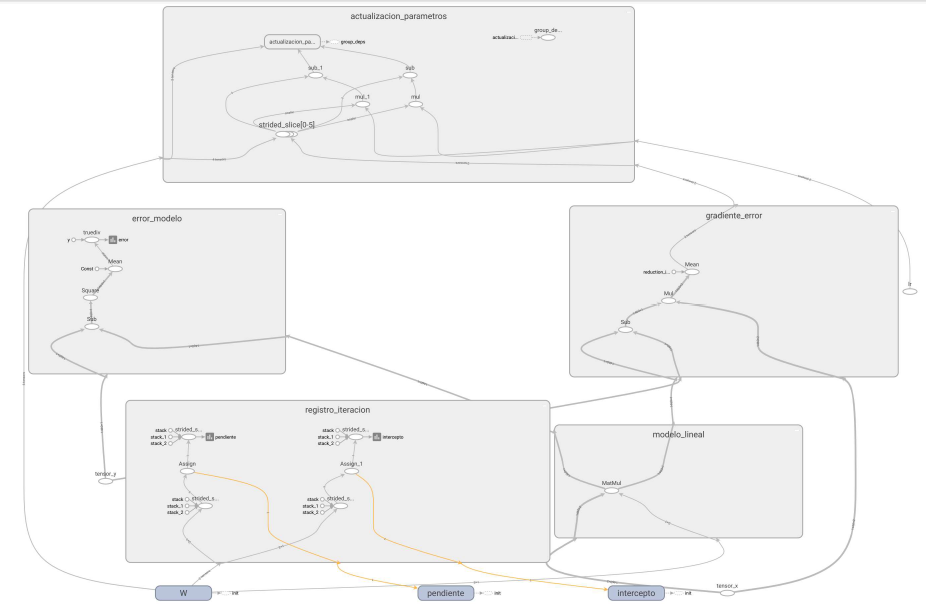 actualizacion_parametros
actualizacion_pa...
group_deps
actualizaci...
group_de...
sub_1
sub
mul_1
mul
strided_slice[0-5]
error_modelo
truediv
y
error
Mean
Const
Square
Sub
gradiente_error
Mean
reduction_i...
Mul
Sub
registro_iteracion
stack
stack_1
stack_2
strided_s...
pendiente
stack
stack_1
stack_2
strided_s...
intercepto
Assign
Assign_1
stack
stack_1
stack_2
strided_s...
stack
stack_1
stack_2
strided_s...
modelo_lineal
MatMul
tensor_y
tensor_x
W
init
pendiente
init
intercepto
init